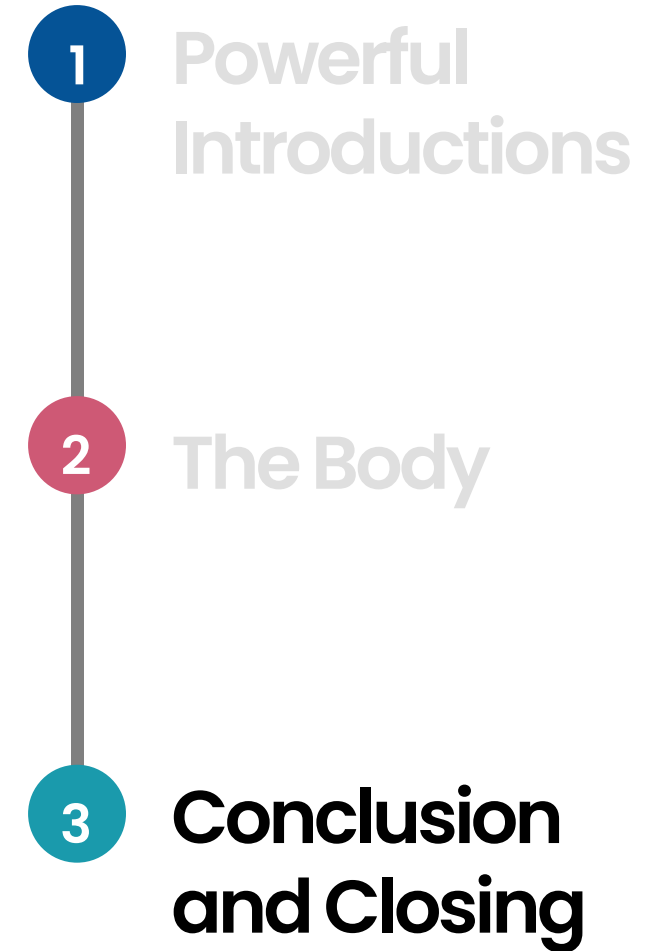 1
Powerful
Introductions
2
The Body
3
Conclusion
and Closing